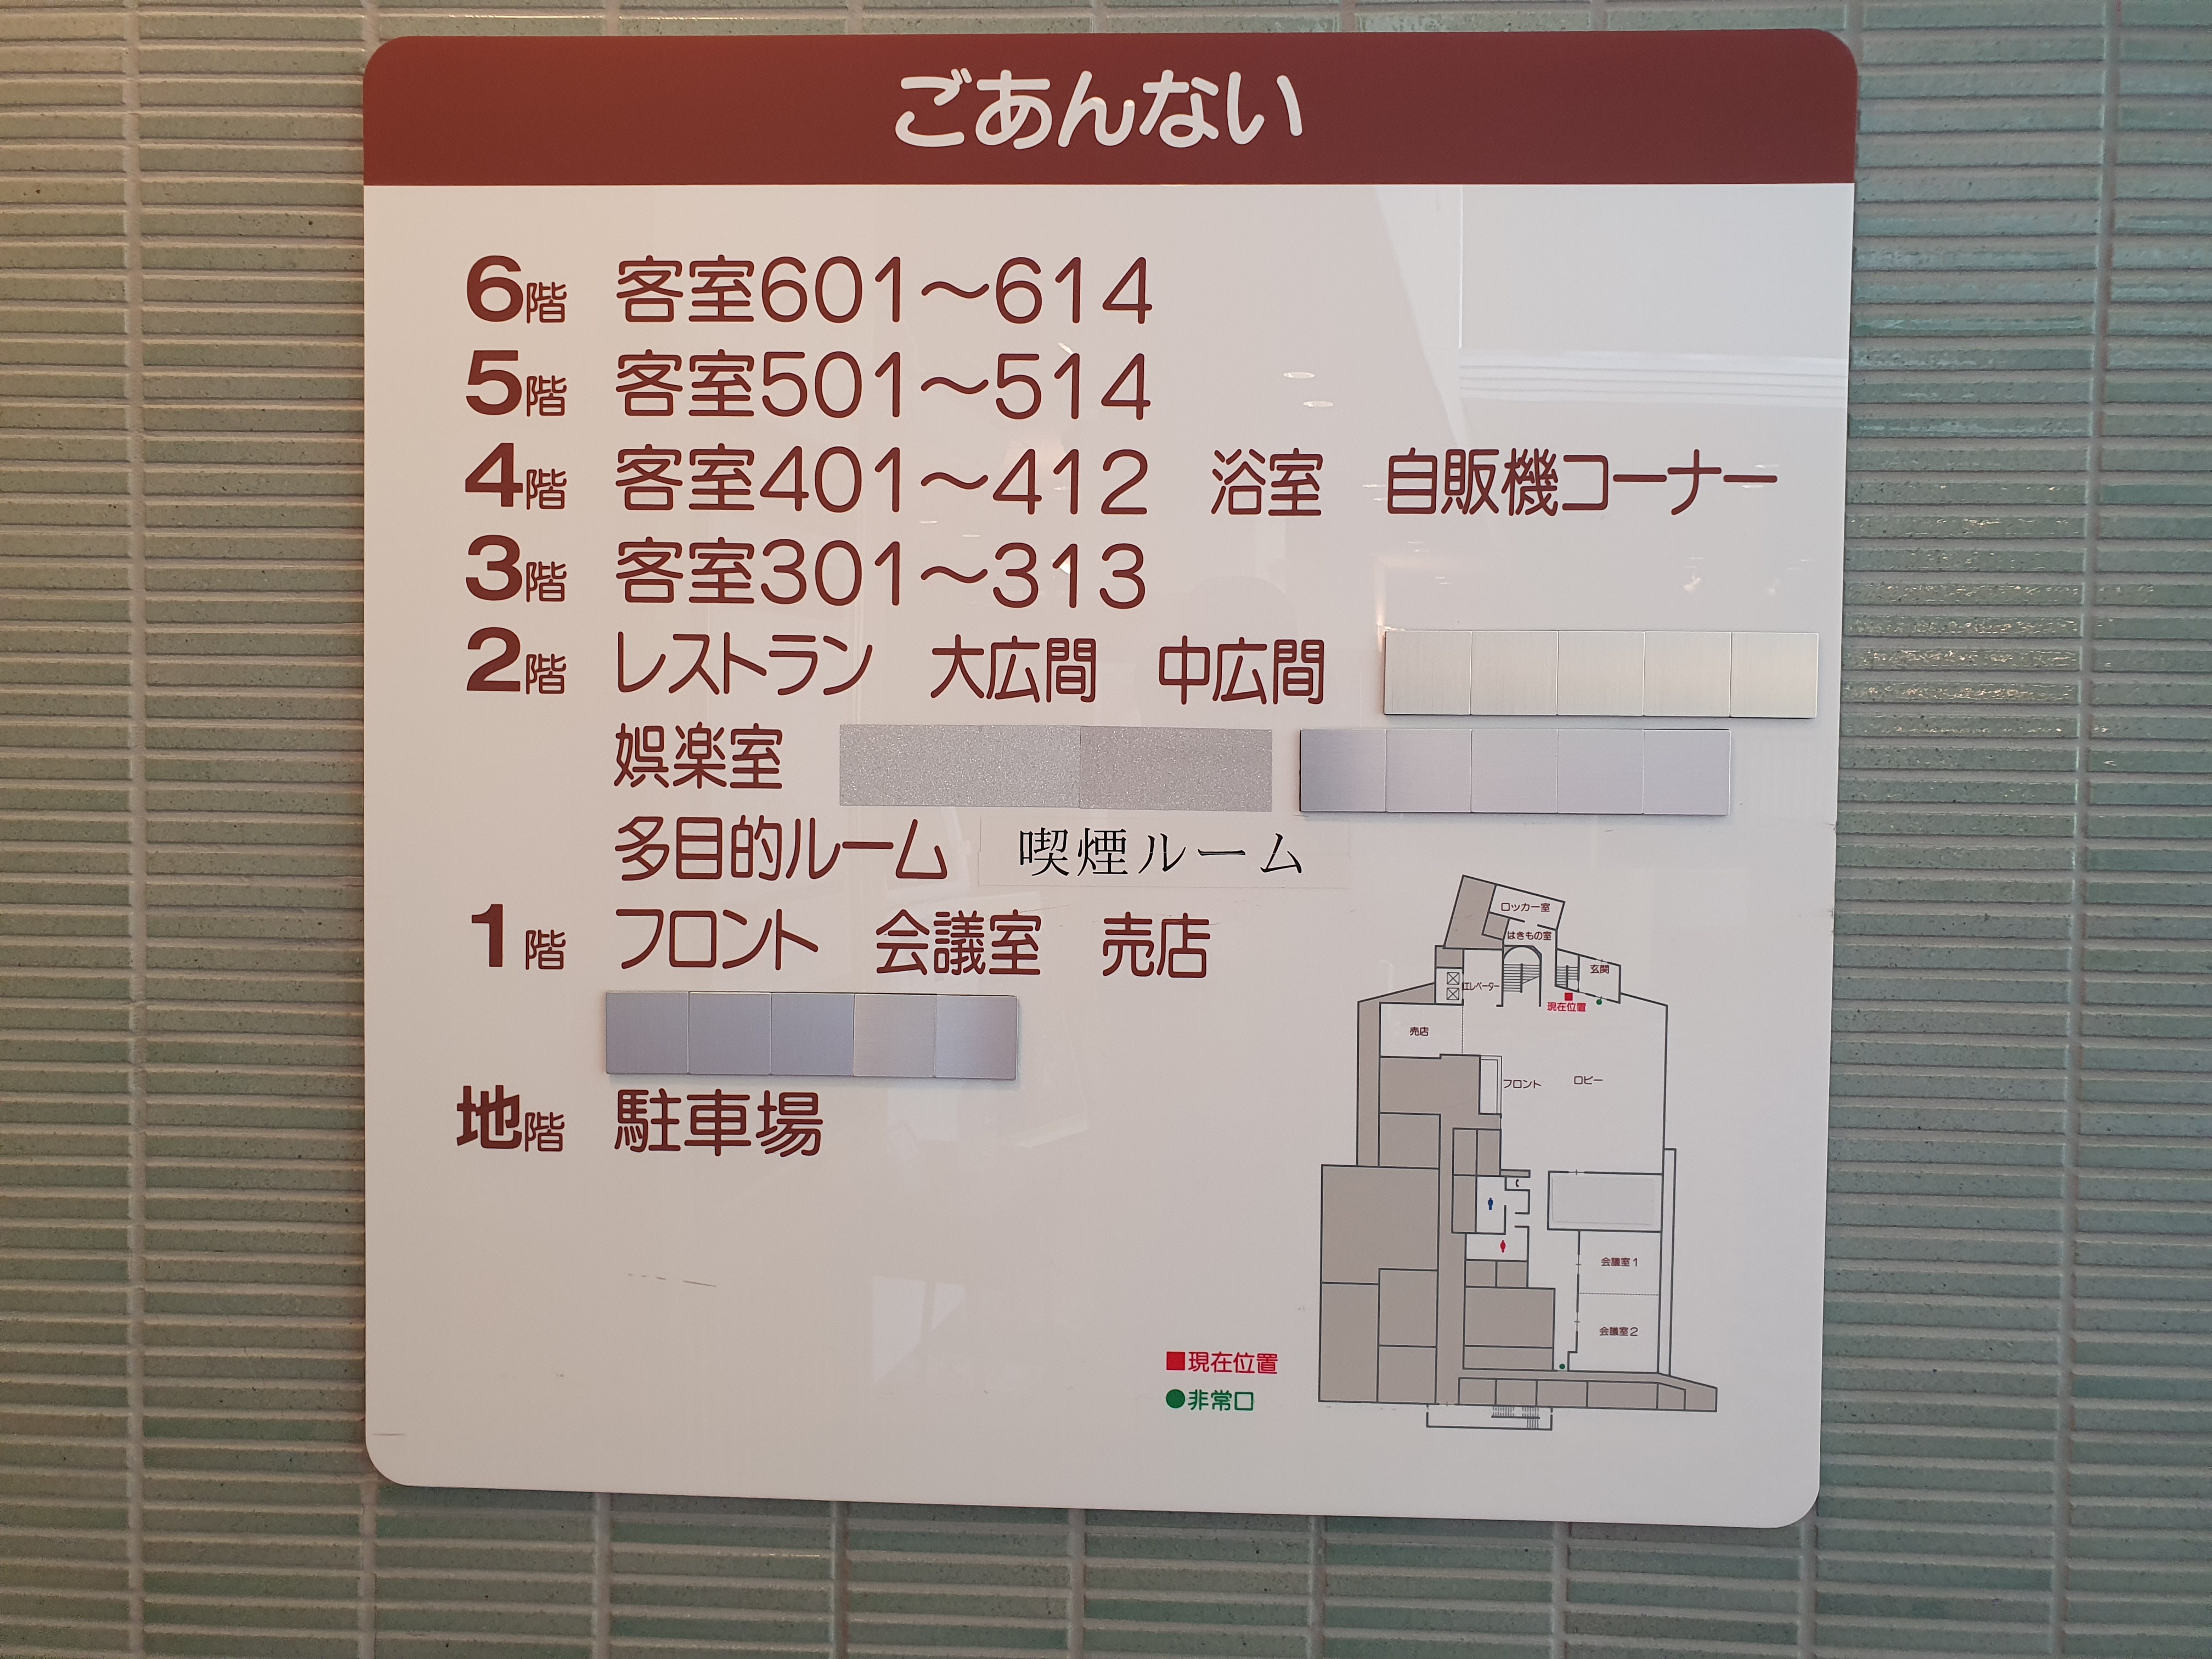 ごあんない
6階 客室601〜614
5階 客室501〜514
4階 客室401〜412 浴室 自販機コーナー
3階 客室301〜313
2階 レストラン 大広間 中広間
娯楽室
多目的ルーム 喫煙ルーム
1階 フロント 会議室 売店
地階 駐車場
ロッカー室
はきもの室
玄関
エレベーター
現在位置
売店
フロント ロビー
会議室1
会議室2
■現在位置
●非常口